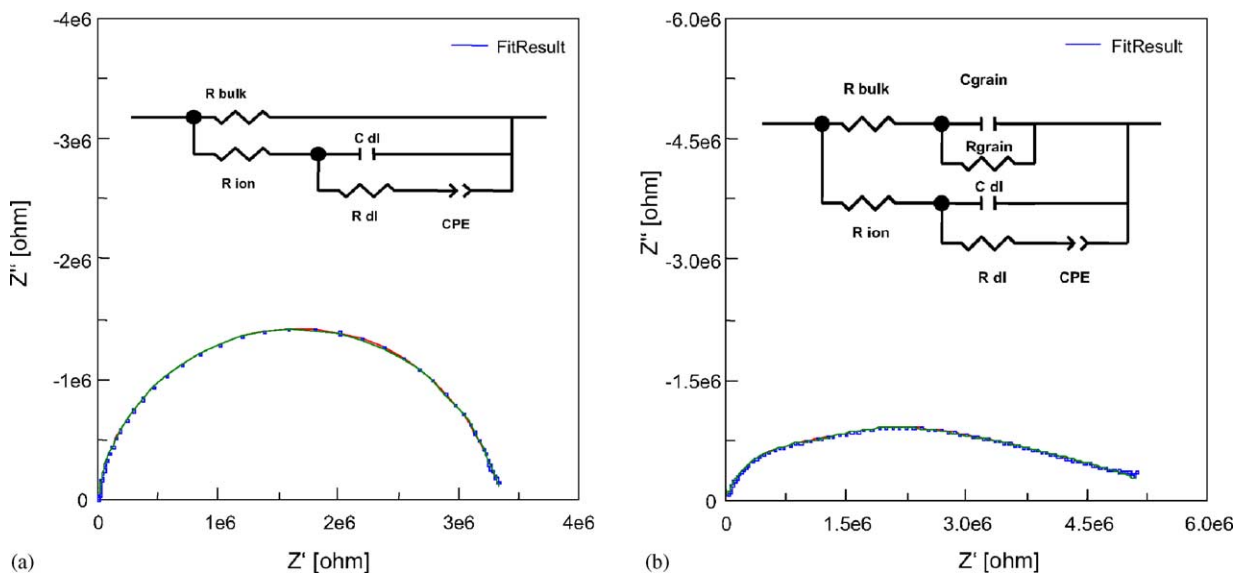 -4e6
FitResult
R bulk
-3e6
C dl
R ion
R dl
CPE
Z" [ohm]
-2e6
-1e6
0
0 1e6 2e6 3e6 4e6
(a)
Z' [ohm]
-6.0e6
FitResult
Cgrain
R bulk
-4.5e6
Rgrain
C dl
R ion
R dl
CPE
Z" [ohm]
-3.0e6
-1.5e6
0
0 1.5e6 3.0e6 4.5e6 6.0e6
(b)
Z' [ohm]